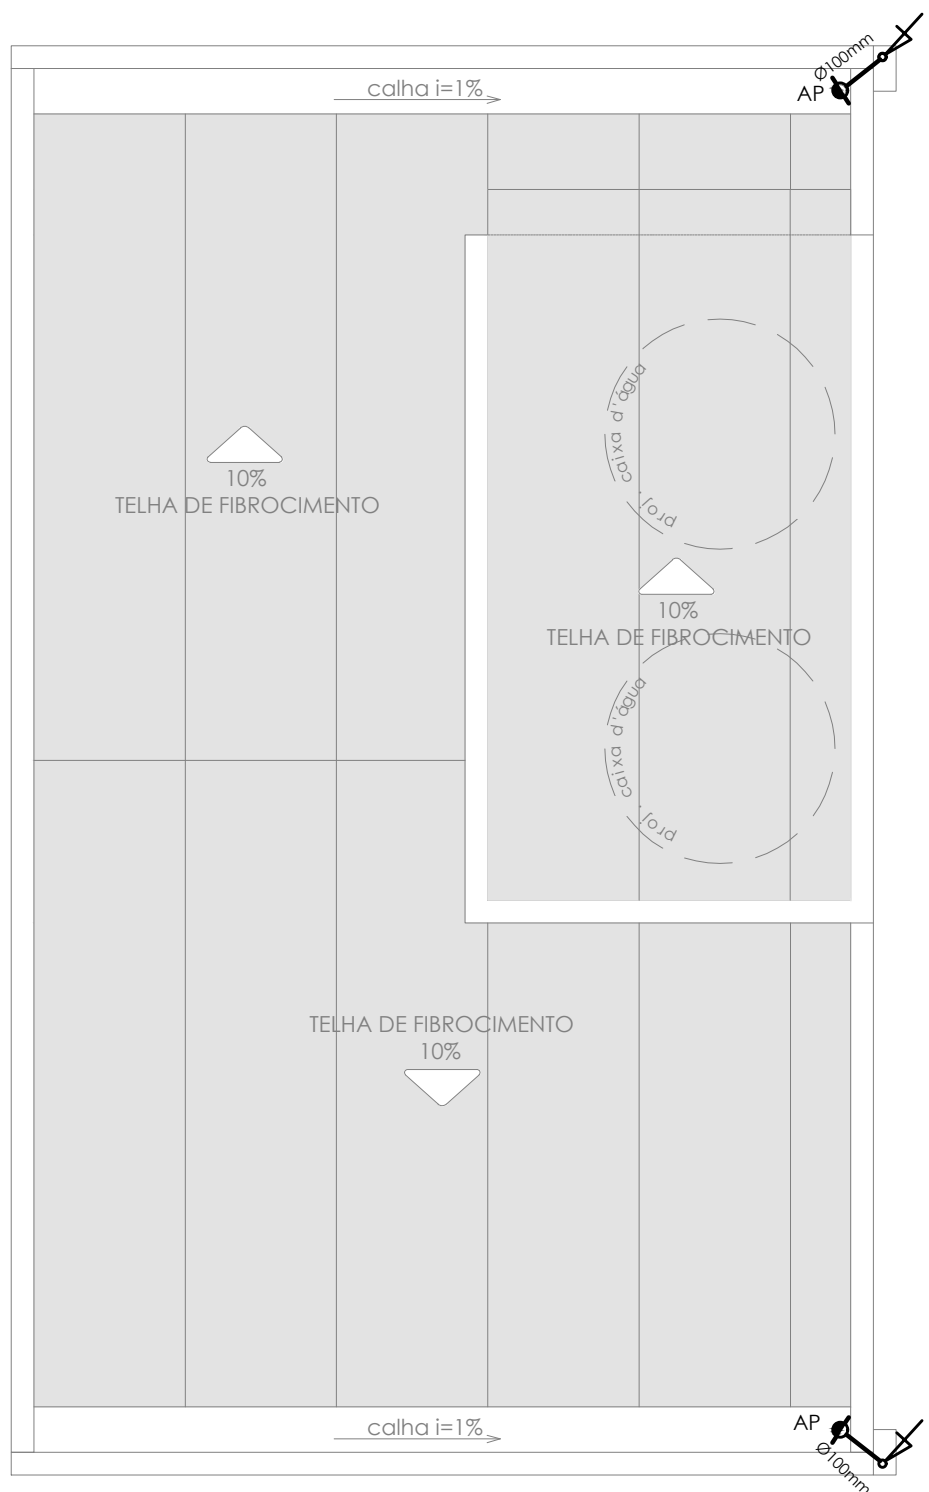 Ø100mm
calha i=1%
AP
proj. caixa d'água
10%
TELHA DE FIBROCIMENTO
10%
TELHA DE FIBROCIMENTO
proj. caixa d'água
TELHA DE FIBROCIMENTO
10%
AP
calha i=1%
Ø100mm